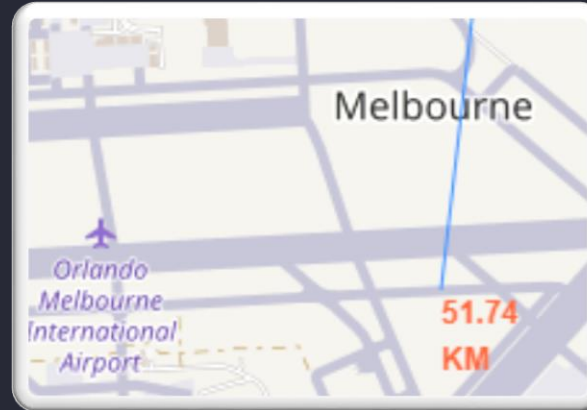 Melbourne
Orlando
Melbourne
International
Airport
51.74
KM